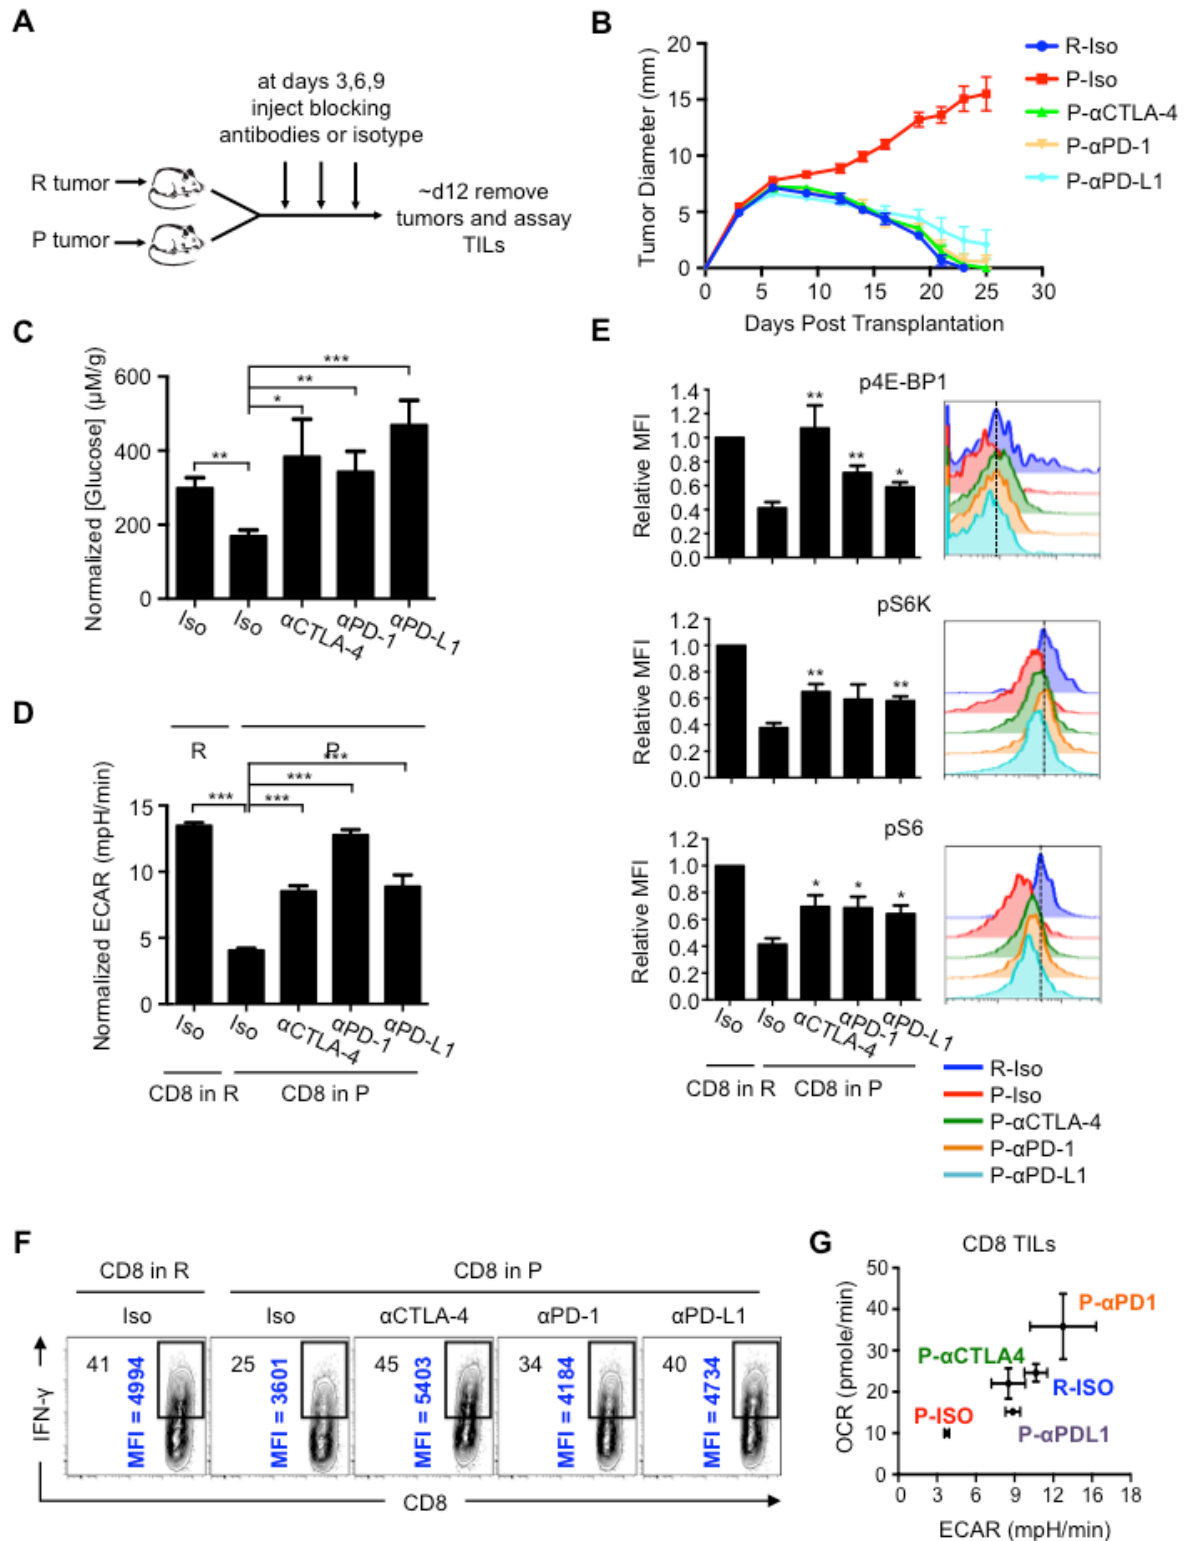 A
at days 3,6,9
inject blocking
antibodies or isotype
R tumor
P tumor
~d12 remove
tumors and assay
TILs
B
Tumor Diameter (mm)
20
15
10
5
0
0 5 10 15 20 25 30
Days Post Transplantation
R-Iso
P-Iso
P-αCTLA-4
P-αPD-1
P-αPD-L1
C
Normalized [Glucose] (µM/g)
600
400
200
0
**
*
**
***
Iso Iso αCTLA-4 αPD-1 αPD-L1
R P
D
Normalized ECAR (mpH/min)
15
10
5
0
***
***
***
***
Iso Iso αCTLA-4 αPD-1 αPD-L1
CD8 in R CD8 in P
E
p4E-BP1
Relative MFI
1.4
1.2
1.0
0.8
0.6
0.4
0.2
0.0
** ** *
pS6K
Relative MFI
1.2
1.0
0.8
0.6
0.4
0.2
0.0
** **
pS6
Relative MFI
1.2
1.0
0.8
0.6
0.4
0.2
0.0
* * *
Iso Iso αCTLA-4 αPD-1 αPD-L1
CD8 in R CD8 in P
R-Iso
P-Iso
P-αCTLA-4
P-αPD-1
P-αPD-L1
F
CD8 in R CD8 in P
Iso Iso αCTLA-4 αPD-1 αPD-L1
41 MFI = 4994
25 MFI = 3601
45 MFI = 5403
34 MFI = 4184
40 MFI = 4734
IFN-γ
CD8
G
CD8 TILs
OCR (pmole/min)
50
40
30
20
10
0
P-αPD1
P-αCTLA4
R-ISO
P-ISO
P-αPDL1
0 3 6 9 12 15 18
ECAR (mpH/min)